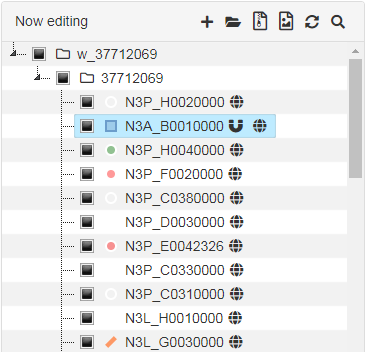 Now editing
w_37712069
37712069
N3P_H0020000
N3A_B0010000
N3P_H0040000
N3P_F0020000
N3P_C0380000
N3P_D0030000
N3P_E0042326
N3P_C0330000
N3P_C0310000
N3L_H0010000
N3L_G0030000